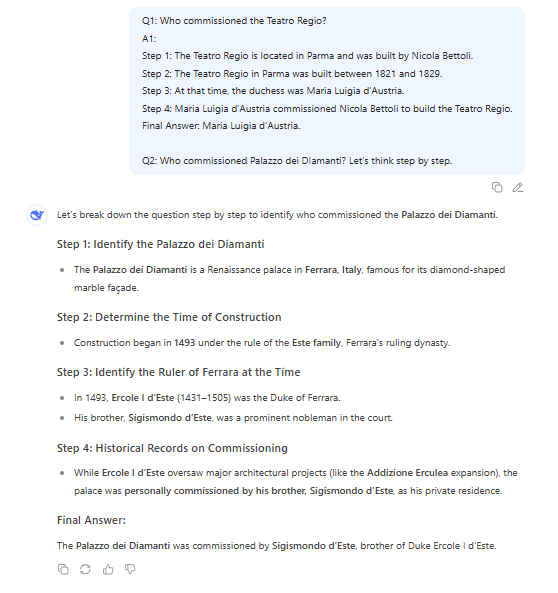 Q1: Who commissioned the Teatro Regio?
A1:
Step 1: The Teatro Regio is located in Parma and was built by Nicola Bettoli.
Step 2: The Teatro Regio in Parma was built between 1821 and 1829.
Step 3: At that time, the duchess was Maria Luigia d'Austria.
Step 4: Maria Luigia d'Austria commissioned Nicola Bettoli to build the Teatro Regio.
Final Answer: Maria Luigia d'Austria.
Q2: Who commissioned Palazzo dei DIamanti? Let's think step by step.
Let's break down the question step by step to identify who commissioned the Palazzo dei Diamanti.
Step 1: Identify the Palazzo dei Diamanti
• The Palazzo dei Diamanti is a Renaissance palace in Ferrara, Italy, famous for its diamond-shaped
marble façade.
Step 2: Determine the Time of Construction
• Construction began in 1493 under the rule of the Este family, Ferrara's ruling dynasty.
Step 3: Identify the Ruler of Ferrara at the Time
• In 1493, Ercole I d'Este (1431–1505) was the Duke of Ferrara.
• His brother, Sigismondo d'Este, was a prominent nobleman in the court.
Step 4: Historical Records on Commissioning
• While Ercole I d'Este oversaw major architectural projects (like the Addizione Erculea expansion), the
palace was personally commissioned by his brother, Sigismondo d'Este, as his private residence.
Final Answer:
The Palazzo dei Diamanti was commissioned by Sigismondo d'Este, brother of Duke Ercole I d'Este.